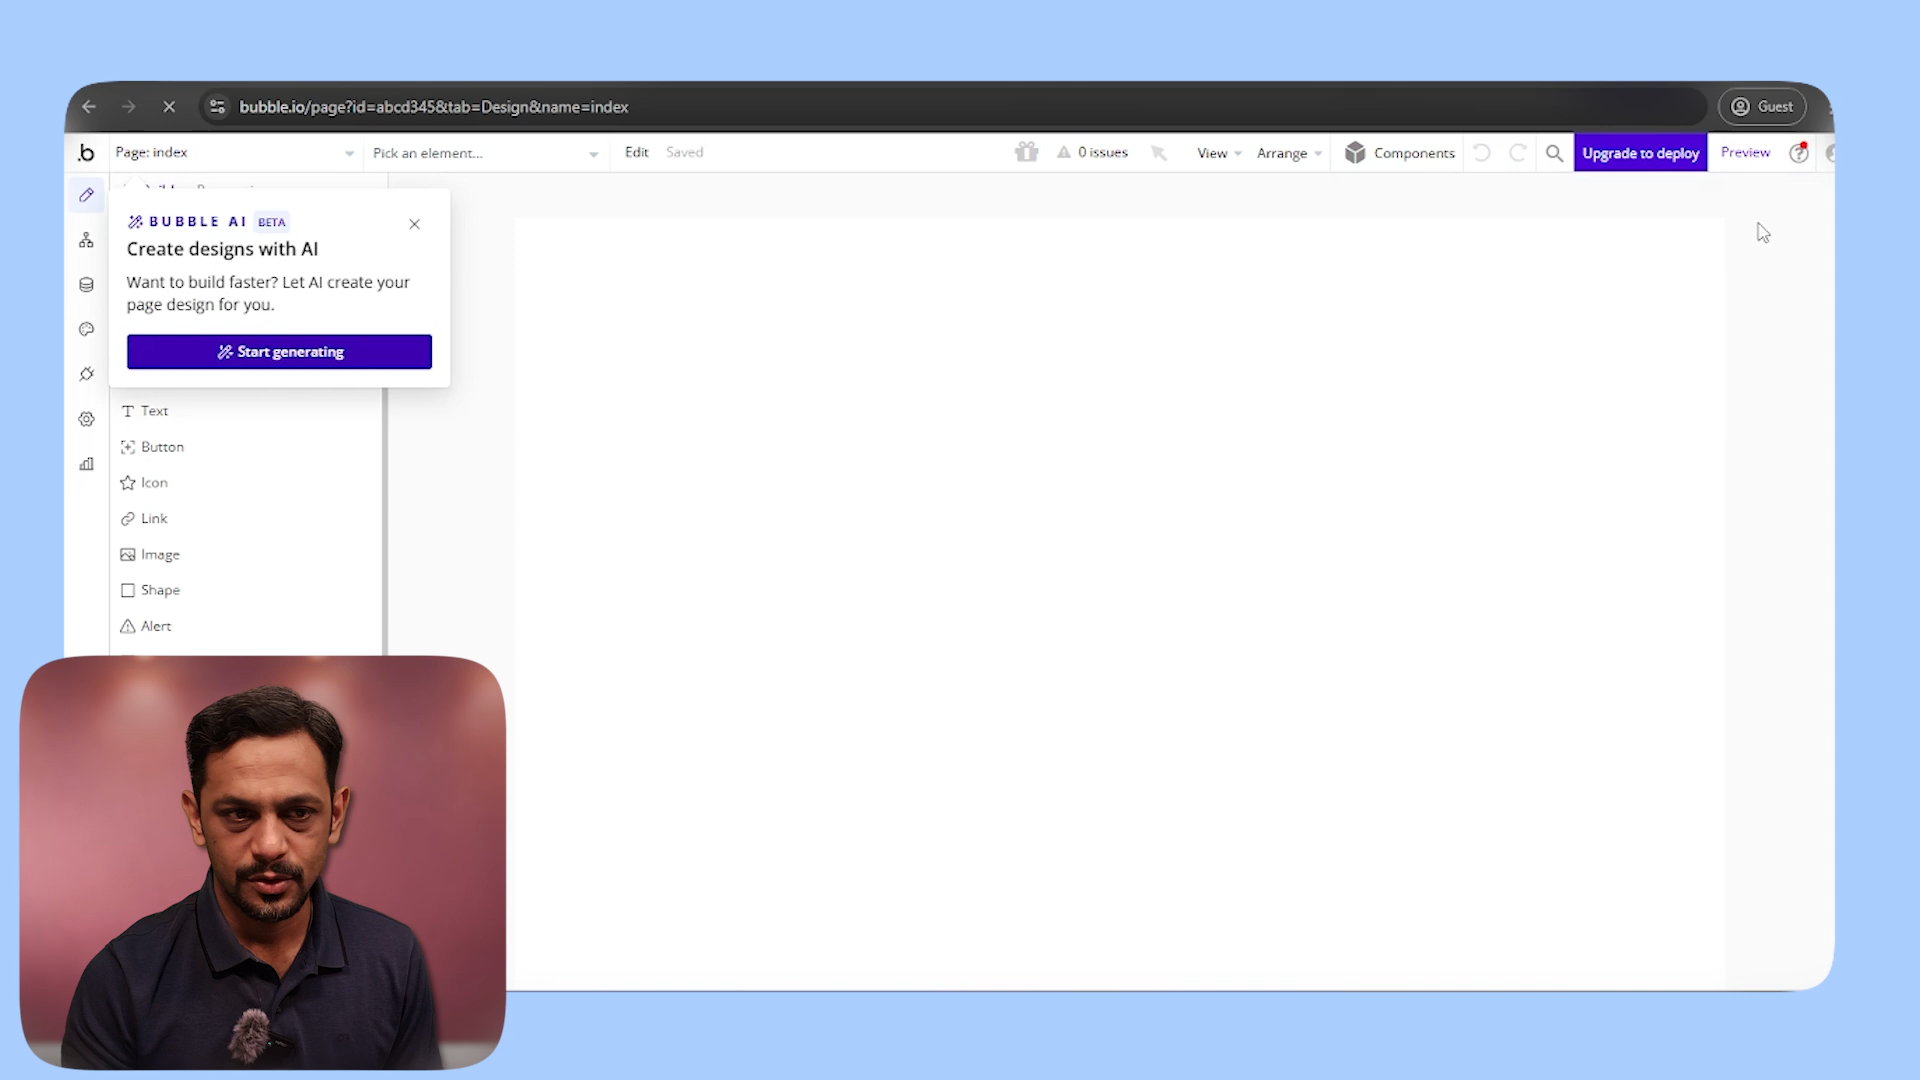 bubble.io/page?id=abcd345&tab=Design&name=index
Guest
.b
Page: index
Pick an element...
Edit
Saved
0 issues
View
Arrange
Components
Upgrade to deploy
Preview
BUBBLE AI BETA
Create designs with AI
Want to build faster? Let AI create your
page design for you.
Start generating
Text
Button
Icon
Link
Image
Shape
Alert